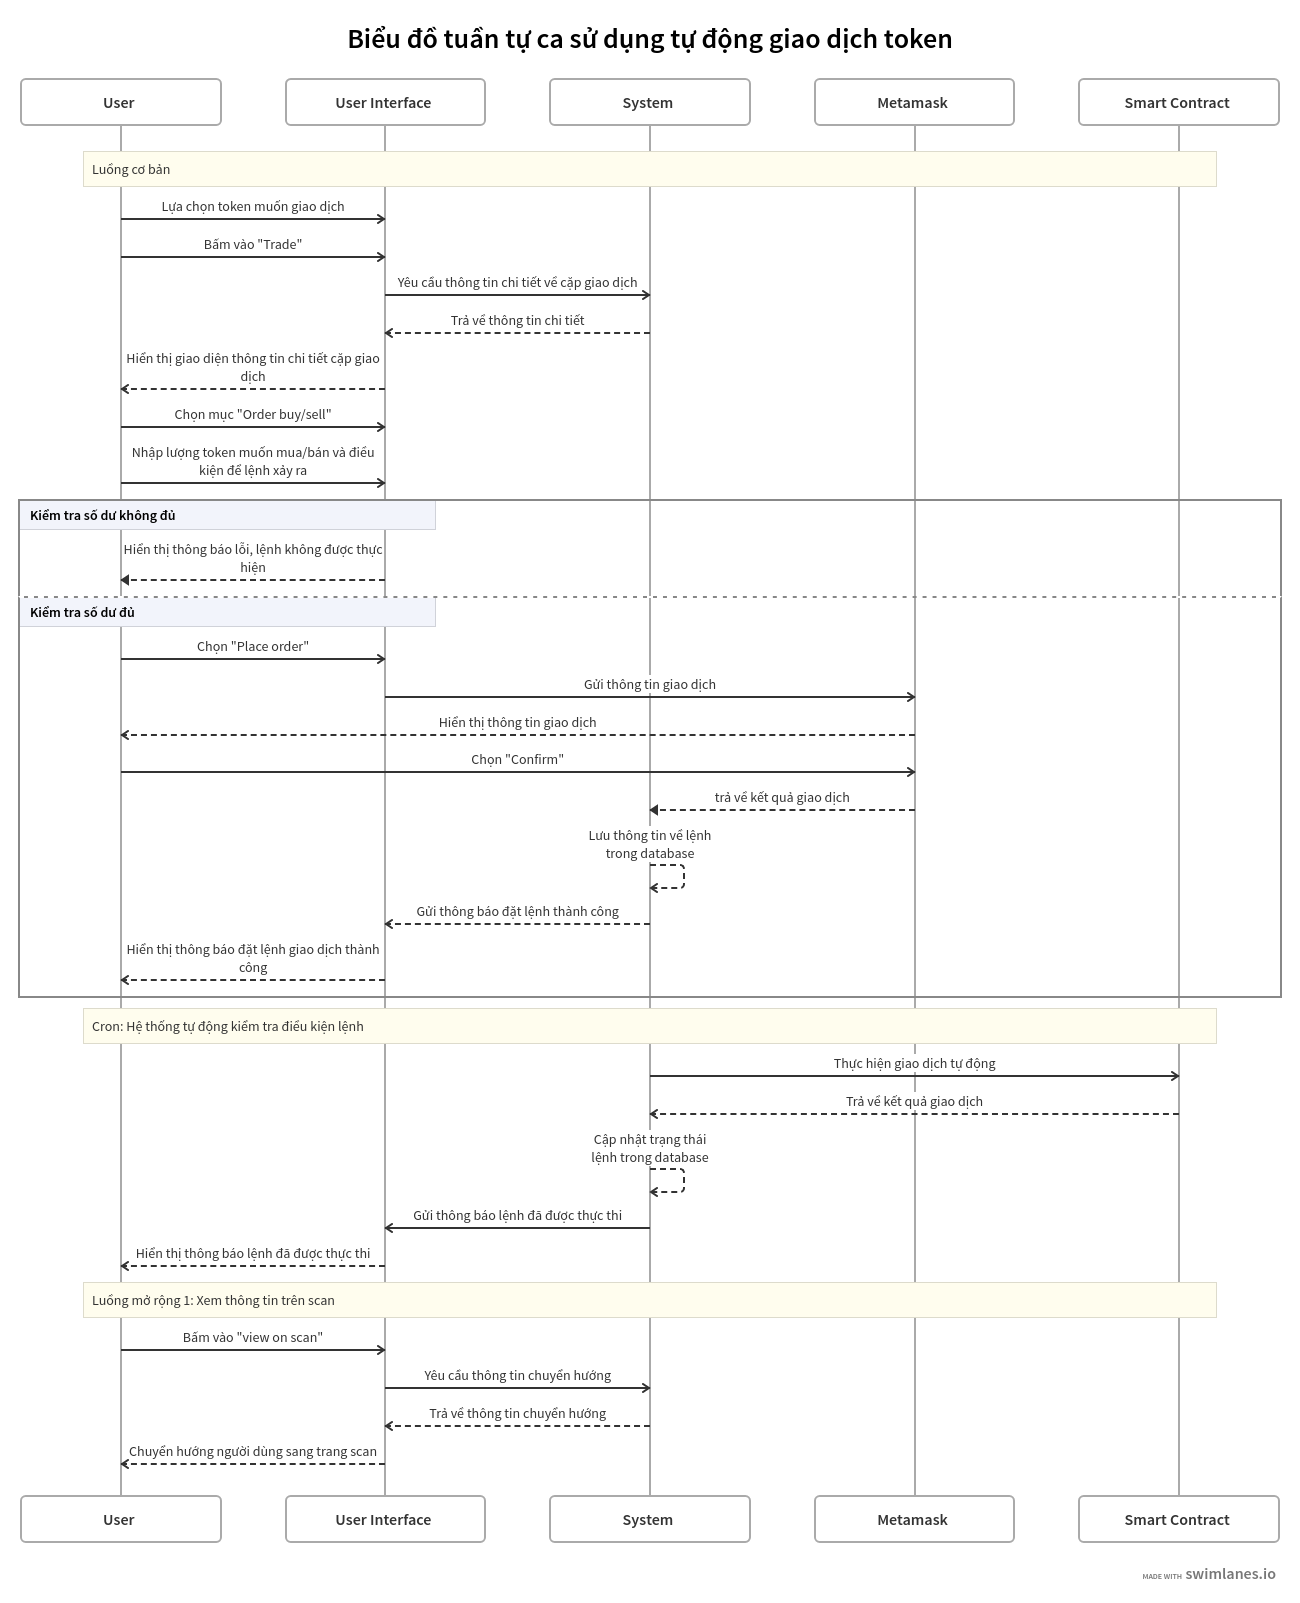 Biểu đồ tuần tự ca sử dụng tự động giao dịch token
User
User Interface
System
Metamask
Smart Contract
Luồng cơ bản
Lựa chọn token muốn giao dịch
Bấm vào "Trade"
Yêu cầu thông tin chi tiết về cặp giao dịch
Trả về thông tin chi tiết
Hiển thị giao diện thông tin chi tiết cặp giao
dịch
Chọn mục "Order buy/sell"
Nhập lượng token muốn mua/bán và điều
kiện để lệnh xảy ra
Kiểm tra số dư không đủ
Hiển thị thông báo lỗi, lệnh không được thực
hiện
Kiểm tra số dư đủ
Chọn "Place order"
Gửi thông tin giao dịch
Hiển thị thông tin giao dịch
Chọn "Confirm"
trả về kết quả giao dịch
Lưu thông tin về lệnh
trong database
Gửi thông báo đặt lệnh thành công
Hiển thị thông báo đặt lệnh giao dịch thành
công
Cron: Hệ thống tự động kiểm tra điều kiện lệnh
Thực hiện giao dịch tự động
Trả về kết quả giao dịch
Cập nhật trạng thái
lệnh trong database
Gửi thông báo lệnh đã được thực thi
Hiển thị thông báo lệnh đã được thực thi
Luồng mở rộng 1: Xem thông tin trên scan
Bấm vào "view on scan"
Yêu cầu thông tin chuyển hướng
Trả về thông tin chuyển hướng
Chuyển hướng người dùng sang trang scan
User
User Interface
System
Metamask
Smart Contract
MADE WITH swimlanes.io